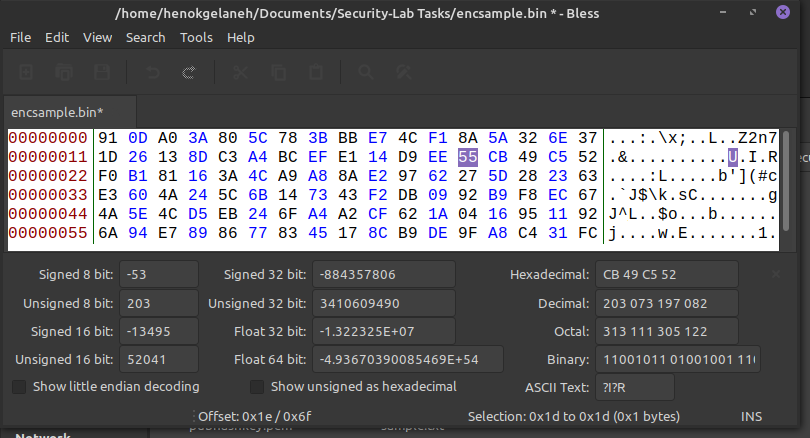 /home/henokgelaneh/Documents/Security-Lab Tasks/encsample.bin * - Bless
File Edit View Search Tools Help
encsample.bin*
00000000 91 0D A0 3A 80 5C 78 3B BB E7 4C F1 8A 5A 32 6E 37 ...:.\x;..L..Z2n7
00000011 1D 26 13 8D C3 A4 BC EF E1 14 D9 EE 55 CB 49 C5 52 .&..........U.I.R
00000022 F0 B1 81 16 3A 4C A9 A8 8A E2 97 62 27 5D 28 23 63 ....:L.....b'](#c
00000033 E3 60 4A 24 5C 6B 14 73 43 F2 DB 09 92 B9 F8 EC 67 .`J$\k.sC.......g
00000044 4A 5E 4C D5 EB 24 6F A4 A2 CF 62 1A 04 16 95 11 92 J^L..$o...b......
00000055 6A 94 E7 89 86 77 83 45 17 8C B9 DE 9F A8 C4 31 FC j....w.E.......1.
Signed 8 bit: -53 Signed 32 bit: -884357806 Hexadecimal: CB 49 C5 52
Unsigned 8 bit: 203 Unsigned 32 bit: 3410609490 Decimal: 203 073 197 082
Signed 16 bit: -13495 Float 32 bit: -1.322325E+07 Octal: 313 111 305 122
Unsigned 16 bit: 52041 Float 64 bit: -4.93670390085469E+54 Binary: 11001011 01001001 110
Show little endian decoding Show unsigned as hexadecimal ASCII Text: ?I?R
Offset: 0x1e / 0x6f Selection: 0x1d to 0x1d (0x1 bytes) INS
Network